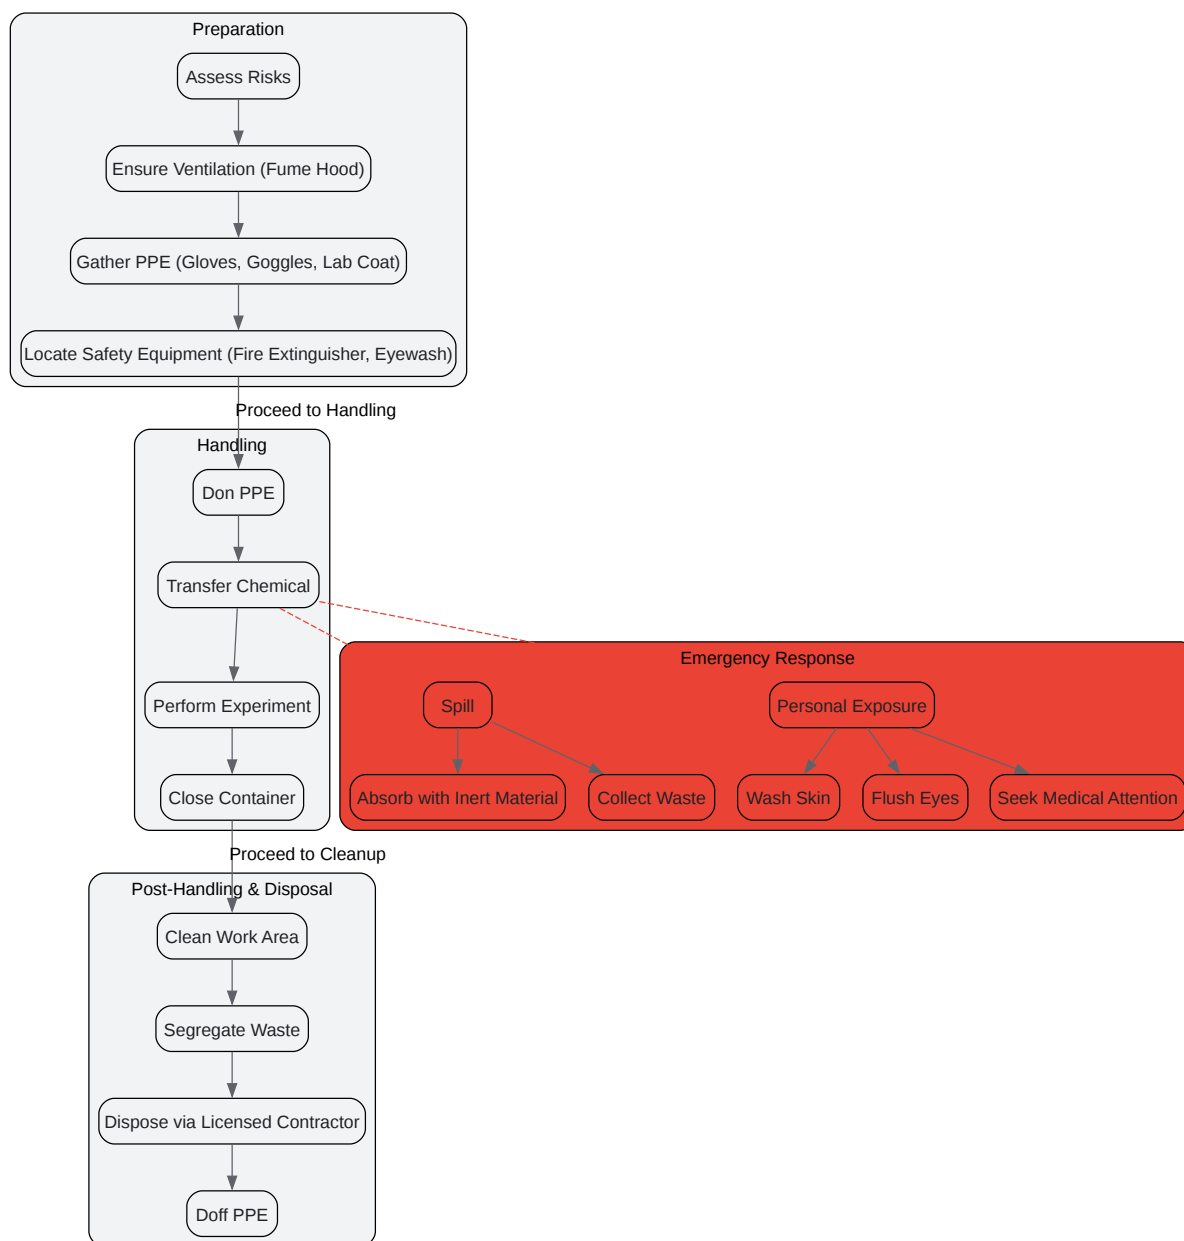 Preparation
Assess Risks
Ensure Ventilation (Fume Hood)
Gather PPE (Gloves, Goggles, Lab Coat)
Locate Safety Equipment (Fire Extinguisher, Eyewash)
Proceed to Handling
Handling
Don PPE
Transfer Chemical
Perform Experiment
Close Container
Emergency Response
Spill
Personal Exposure
Absorb with Inert Material
Collect Waste
Wash Skin
Flush Eyes
Seek Medical Attention
Proceed to Cleanup
Post-Handling & Disposal
Clean Work Area
Segregate Waste
Dispose via Licensed Contractor
Doff PPE